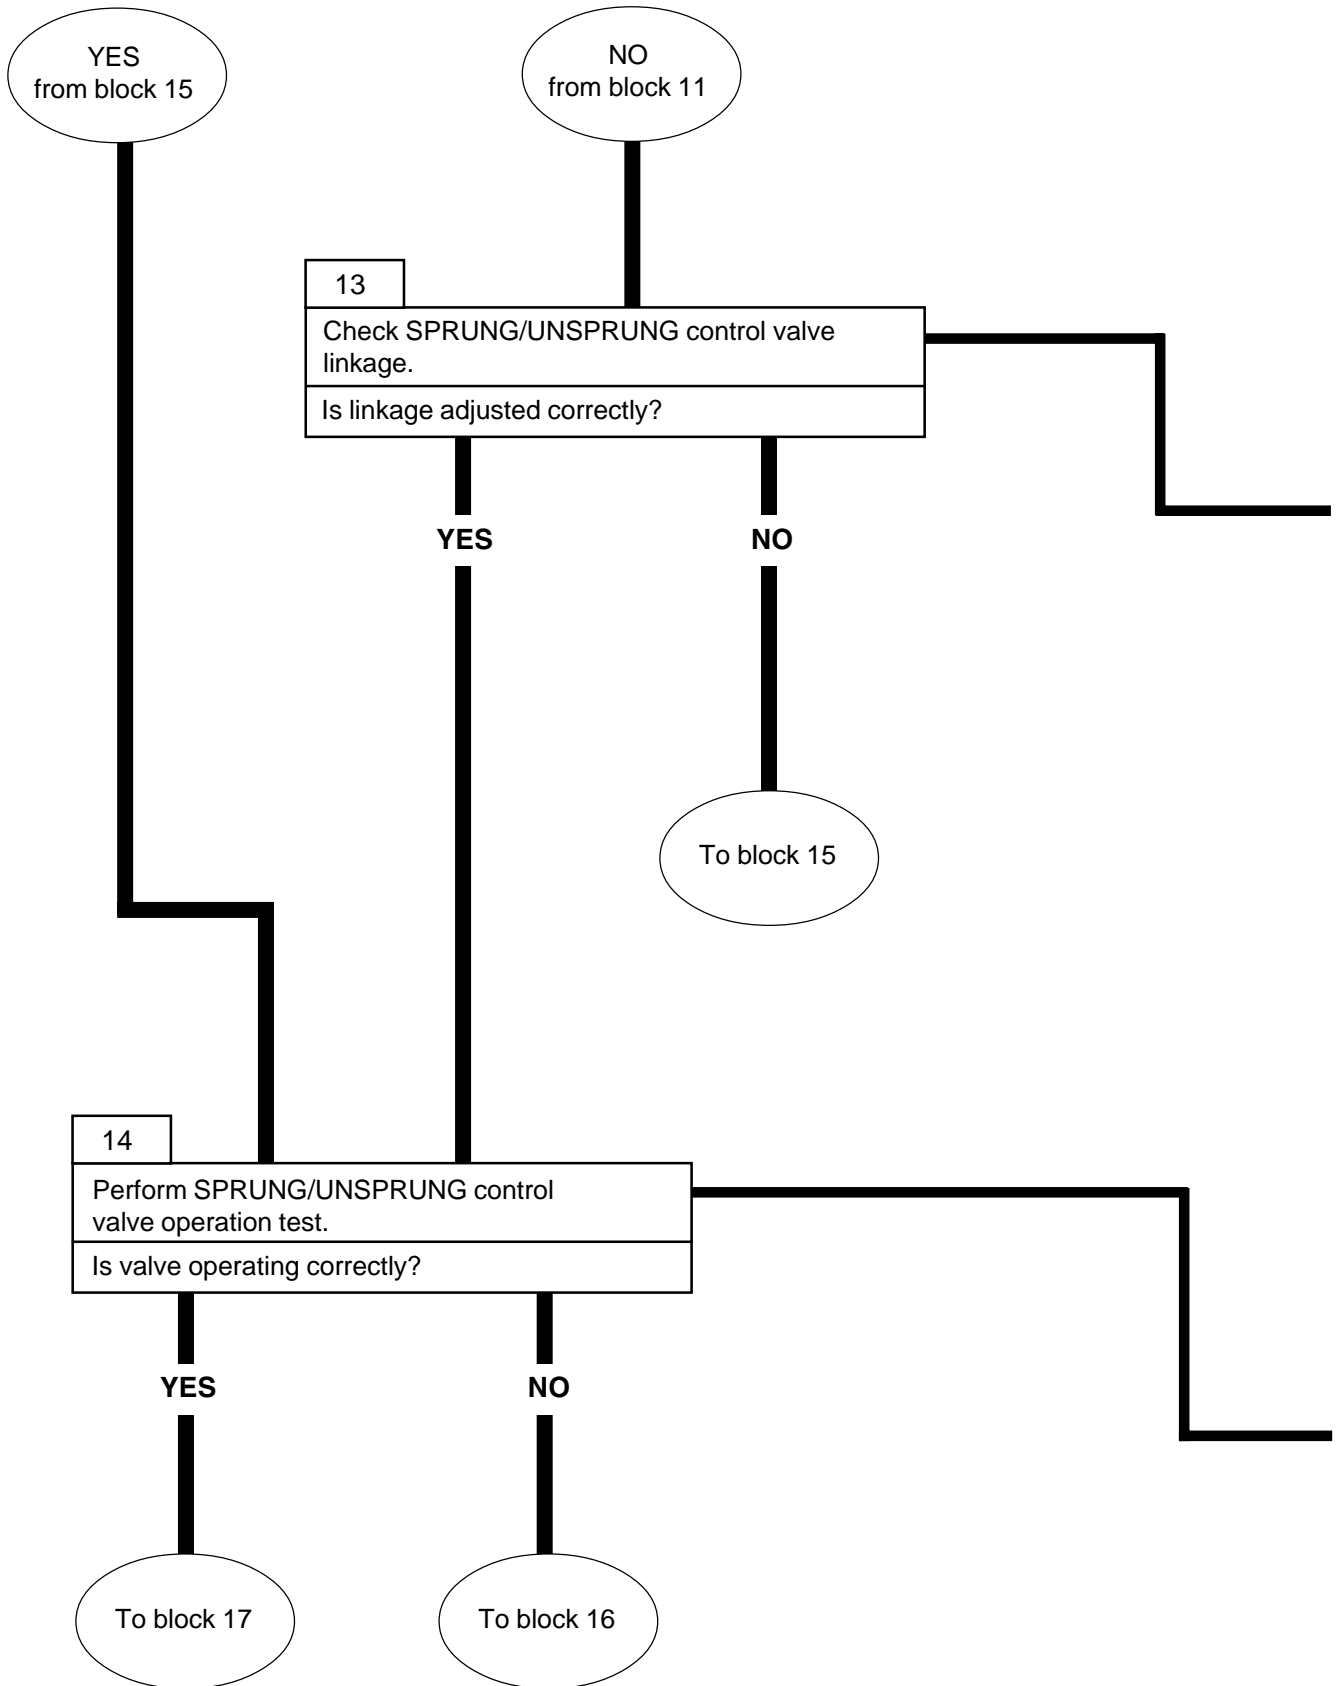 YES
from block 15
NO
from block 11
13
Check SPRUNG/UNSPRUNG control valve
linkage.
Is linkage adjusted correctly?
YES
NO
To block 15
14
Perform SPRUNG/UNSPRUNG control
valve operation test.
Is valve operating correctly?
YES
NO
To block 17
To block 16